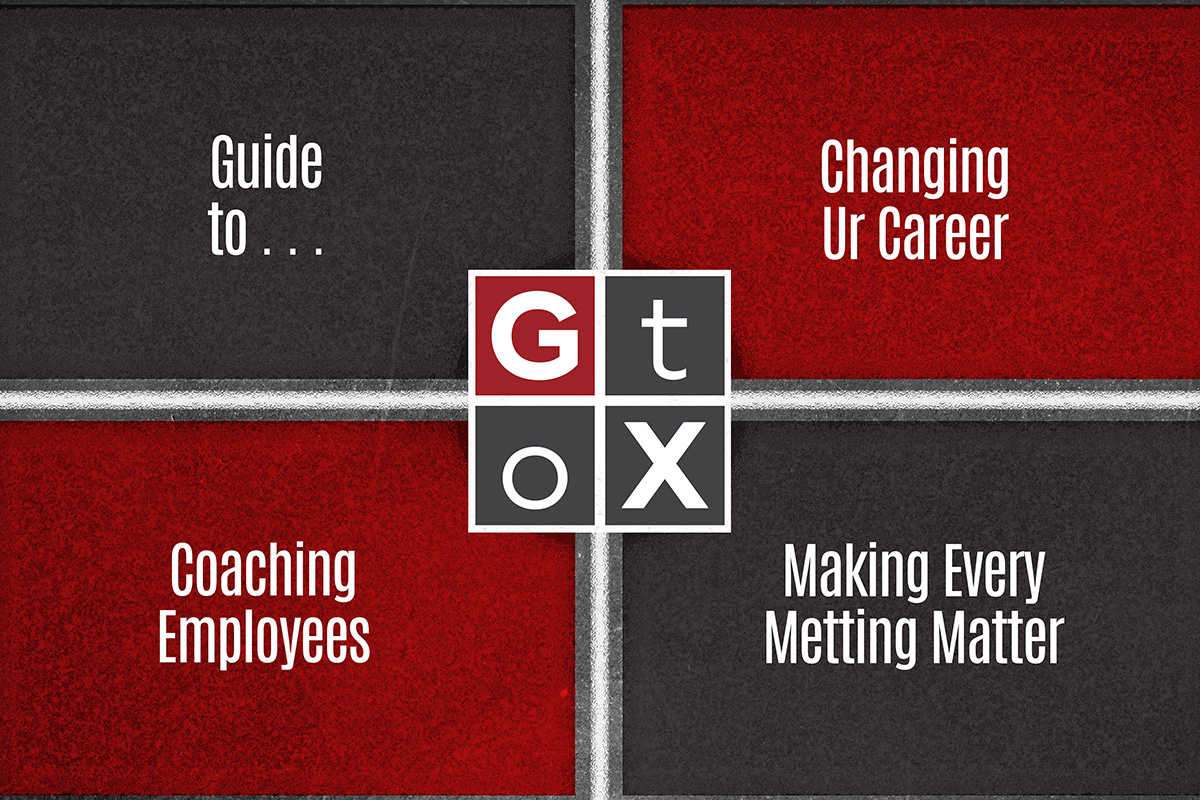 Guide
to . . .
Changing
Ur Career
G t
o X
Coaching
Employees
Making Every
Metting Matter